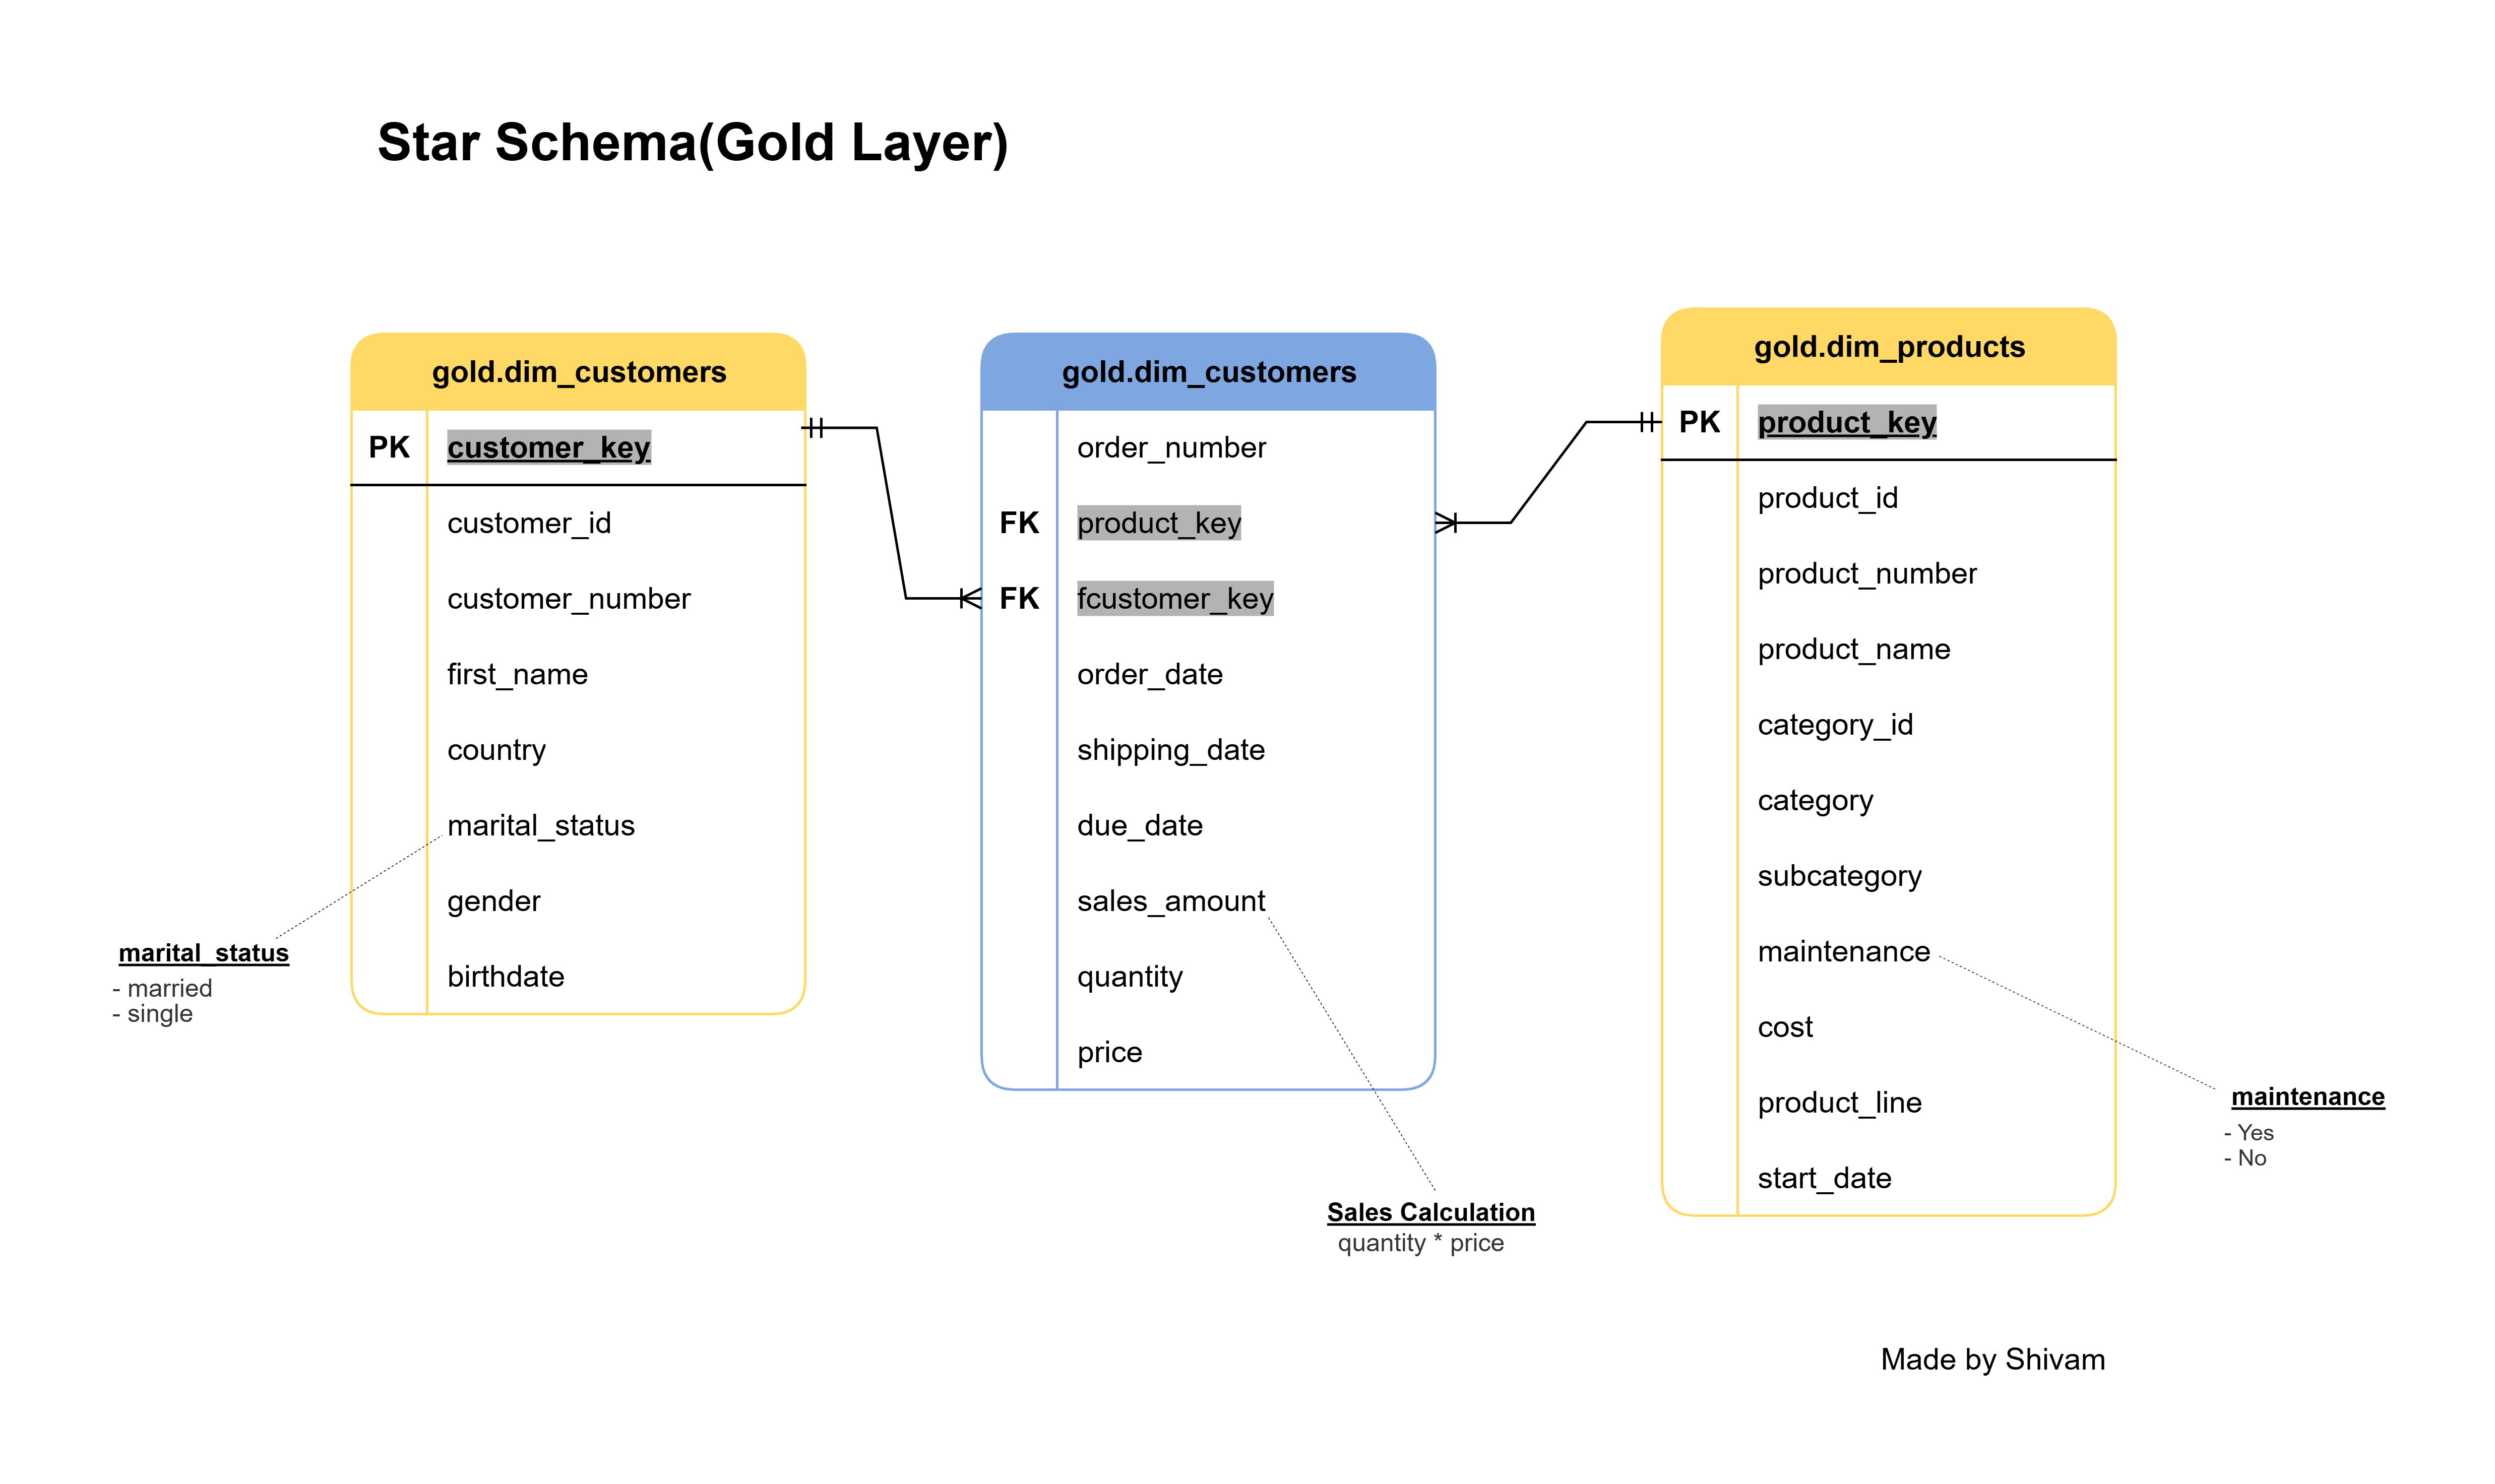 Star Schema(Gold Layer)
gold.dim_customers
PK customer_key
customer_id
customer_number
first_name
country
marital_status
gender
birthdate
marital_status
- married
- single
gold.dim_customers
order_number
FK product_key
FK fcustomer_key
order_date
shipping_date
due_date
sales_amount
quantity
price
Sales Calculation
quantity * price
gold.dim_products
PK product_key
product_id
product_number
product_name
category_id
category
subcategory
maintenance
cost
product_line
start_date
maintenance
- Yes
- No
Made by Shivam